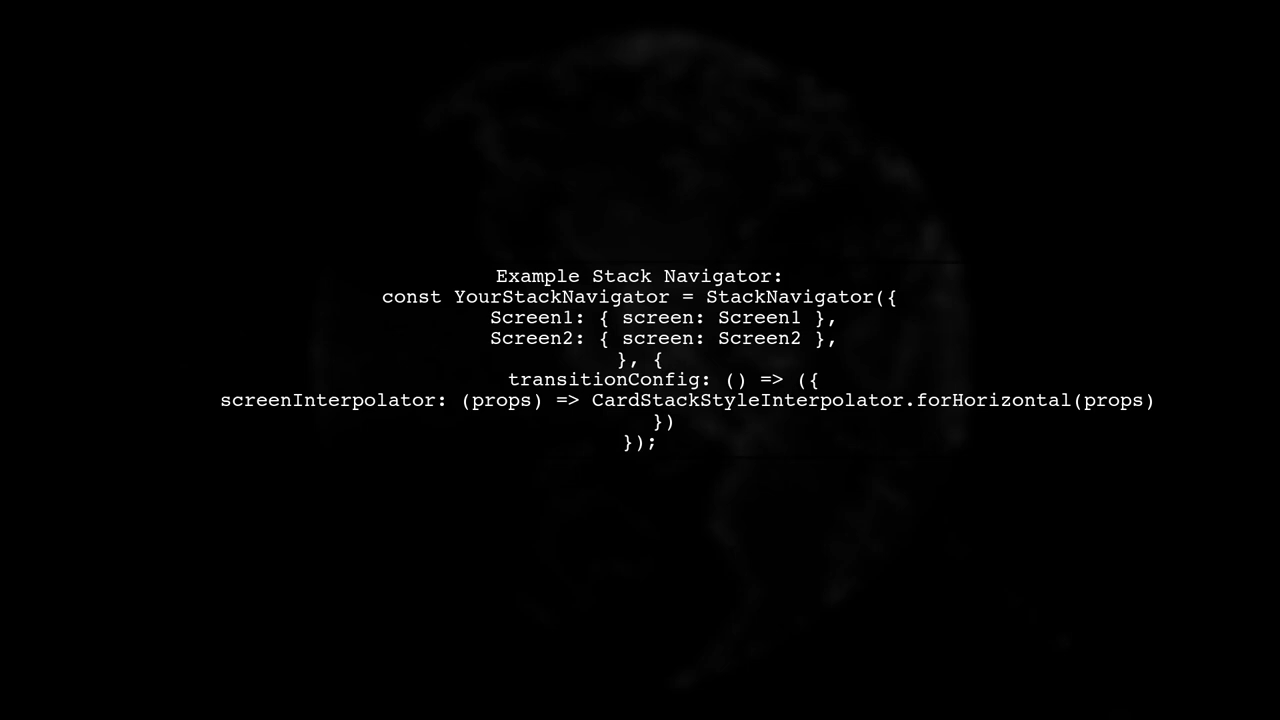 Example Stack Navigator:
const YourStackNavigator = StackNavigator({
Screen1: { screen: Screen1 },
Screen2: { screen: Screen2 },
}, {
transitionConfig: () => ({
screenInterpolator: (props) => CardStackStyleInterpolator.forHorizontal(props)
})
});